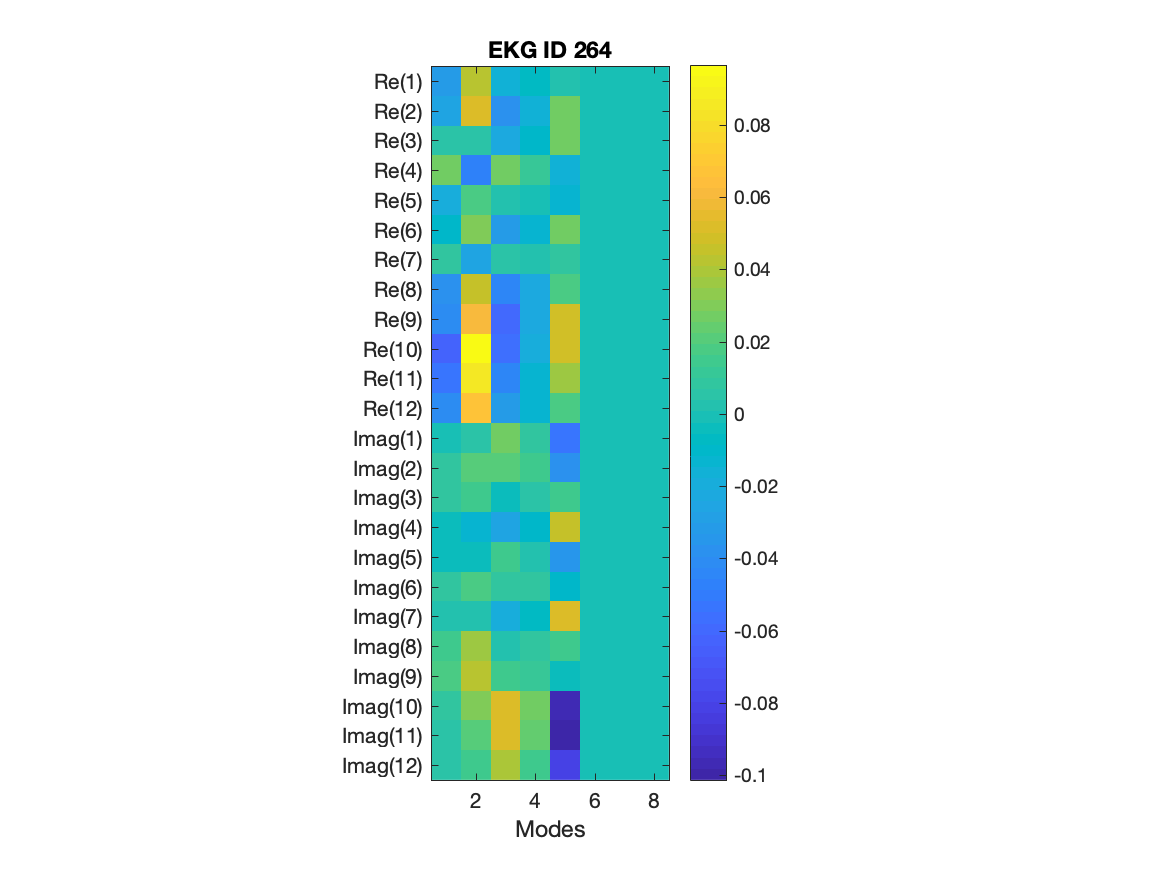 EKG ID 264
Re(1)
Re(2)
Re(3)
Re(4)
Re(5)
Re(6)
Re(7)
Re(8)
Re(9)
Re(10)
Re(11)
Re(12)
Imag(1)
Imag(2)
Imag(3)
Imag(4)
Imag(5)
Imag(6)
Imag(7)
Imag(8)
Imag(9)
Imag(10)
Imag(11)
Imag(12)
2 4 6 8
Modes
0.08
0.06
0.04
0.02
0
-0.02
-0.04
-0.06
-0.08
-0.1